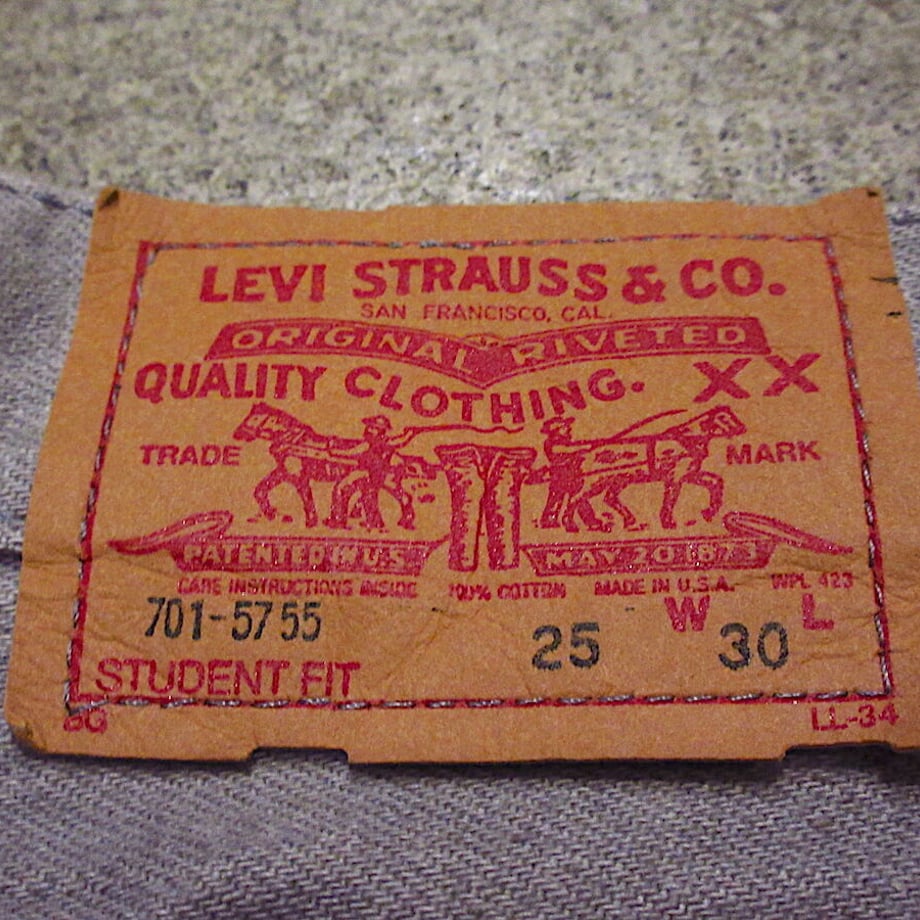 LEVI STRAUSS & CO.
SAN FRANCISCO, CAL.
ORIGINAL RIVETED
QUALITY CLOTHING. XX
TRADE MARK
PATENTED IN U.S. MAY 20 1873
CARE INSTRUCTIONS INSIDE 100% COTTON MADE IN U.S.A. WPL 423
701-5755 25 W 30 L
STUDENT FIT
LL-34